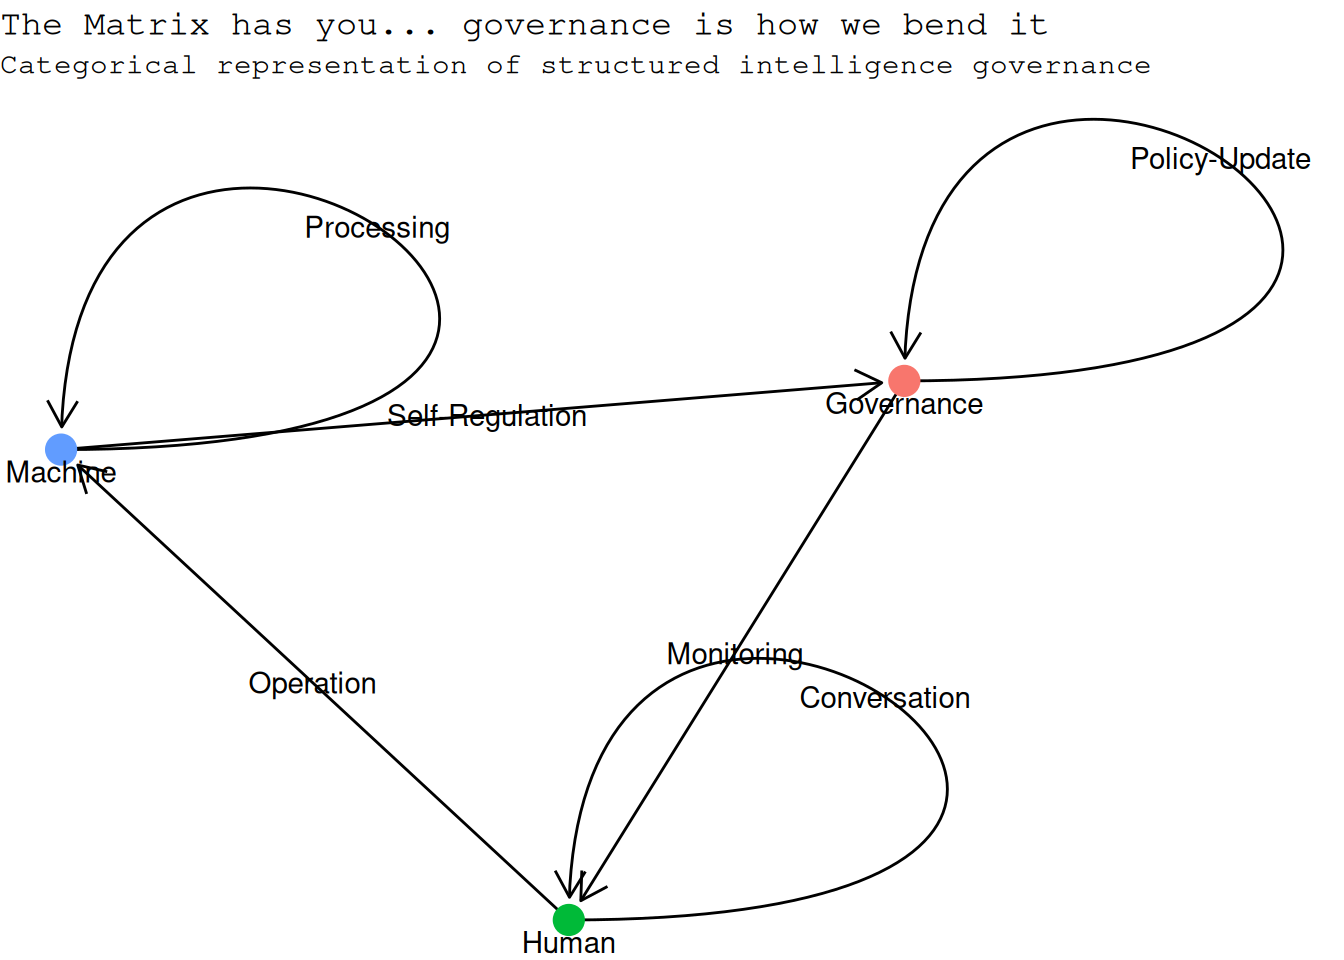 The Matrix has you... governance is how we bend it
Categorical representation of structured intelligence governance
Policy-Update
Processing
Governance
Self-Regulation
Machine
Monitoring
Operation
Conversation
Human